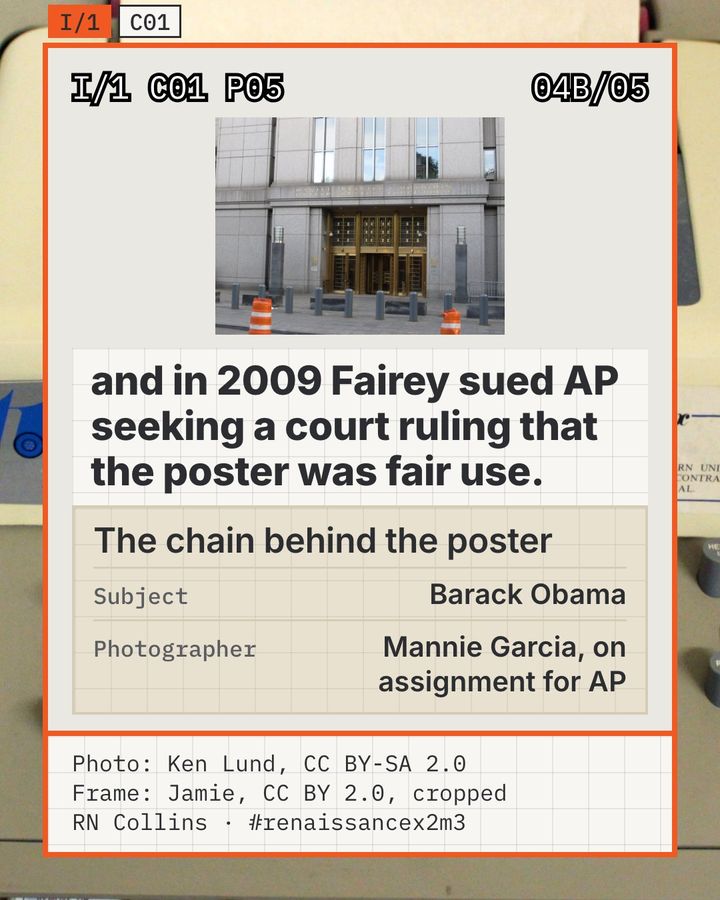 I/1
C01
I/1 C01 P05
04B/05
and in 2009 Fairey sued AP
seeking a court ruling that
the poster was fair use.
The chain behind the poster
Subject
Barack Obama
Photographer
Mannie Garcia, on
assignment for AP
Photo: Ken Lund, CC BY-SA 2.0
Frame: Jamie, CC BY 2.0, cropped
RN Collins · #renaissancex2m3